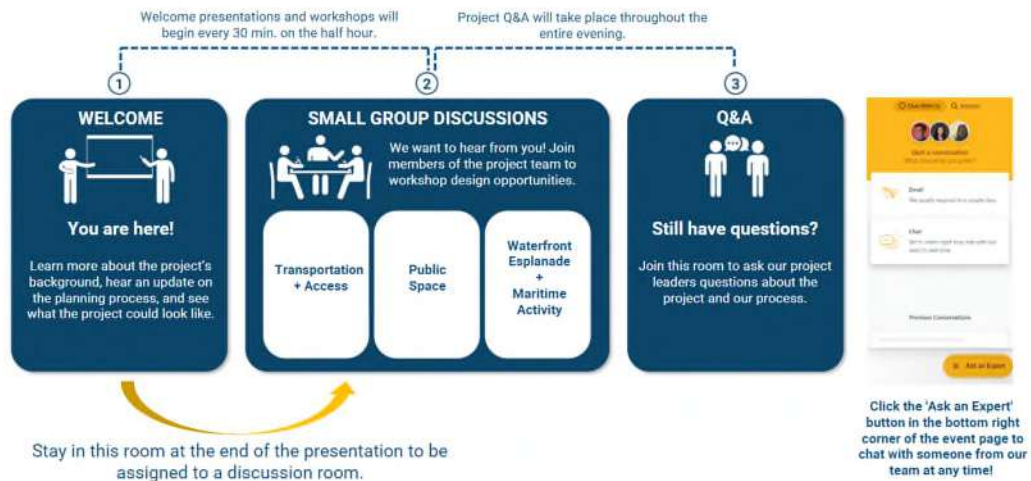 Welcome presentations and workshops will
begin every 30 min. on the half hour.
Project Q&A will take place throughout the
entire evening.
1
2
3
WELCOME
You are here!
Learn more about the project's
background, hear an update
on the planning process, and see
what the project could look like.
SMALL GROUP DISCUSSIONS
We want to hear from you! Join
members of the project team to
workshop design opportunities.
Transportation
+ Access
Public
Space
Waterfront
Esplanade
+
Maritime
Activity
Q&A
Still have questions?
Join this room to ask our project
leaders questions about the
project and our process.
Start a conversation
Email
Chat
Previous Conversations
Ask an Expert
Click the 'Ask an Expert'
button in the bottom right
corner of the event page to
chat with someone from our
team at any time!
Stay in this room at the end of the presentation to be
assigned to a discussion room.